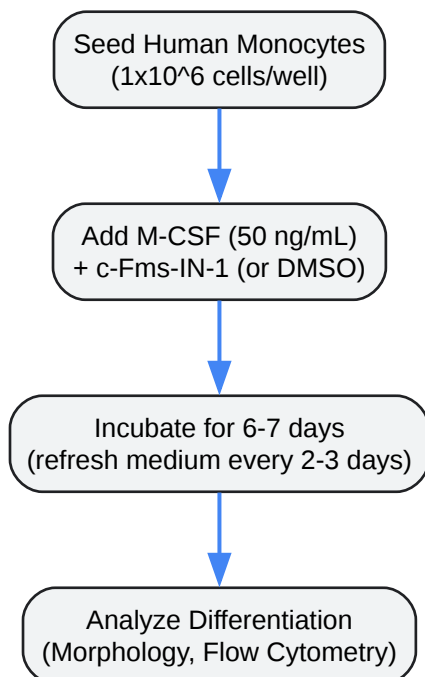 Seed Human Monocytes
(1x10^6 cells/well)
Add M-CSF (50 ng/mL)
+ c-Fms-IN-1 (or DMSO)
Incubate for 6-7 days
(refresh medium every 2-3 days)
Analyze Differentiation
(Morphology, Flow Cytometry)